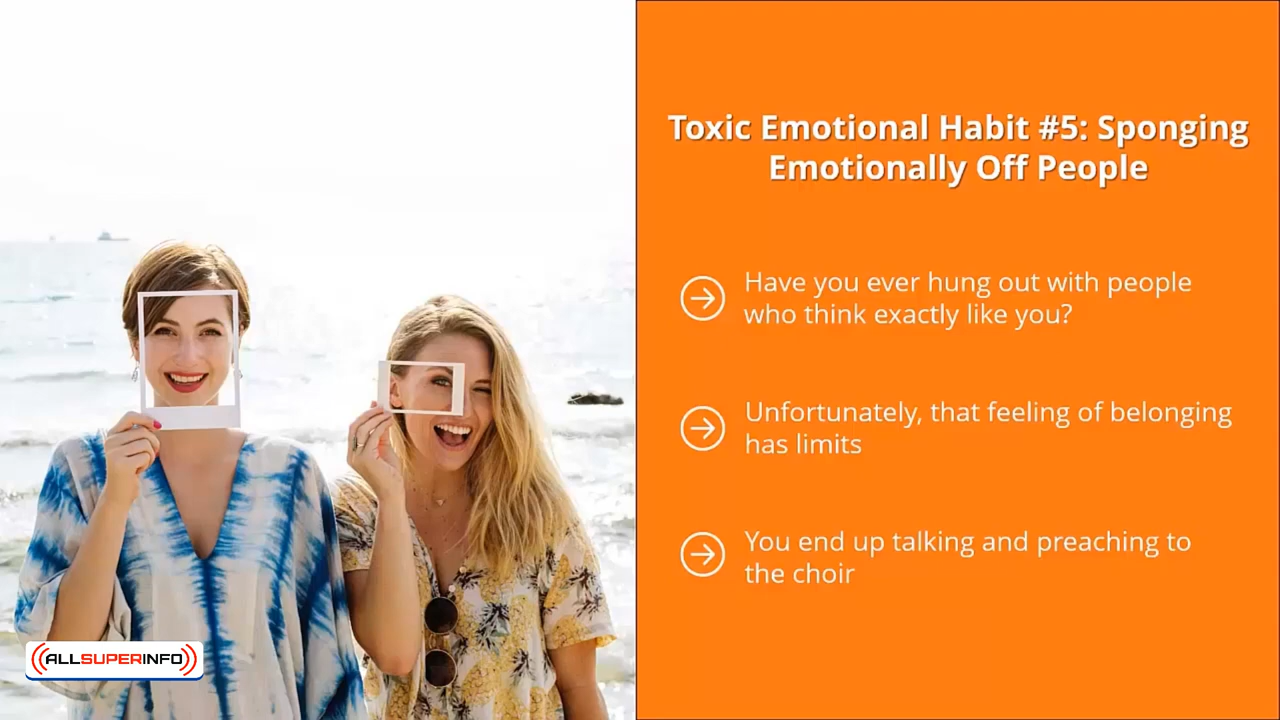 Toxic Emotional Habit #5: Sponging
Emotionally Off People
Have you ever hung out with people
who think exactly like you?
Unfortunately, that feeling of belonging
has limits
You end up talking and preaching to
the choir
ALLSUPERINFO